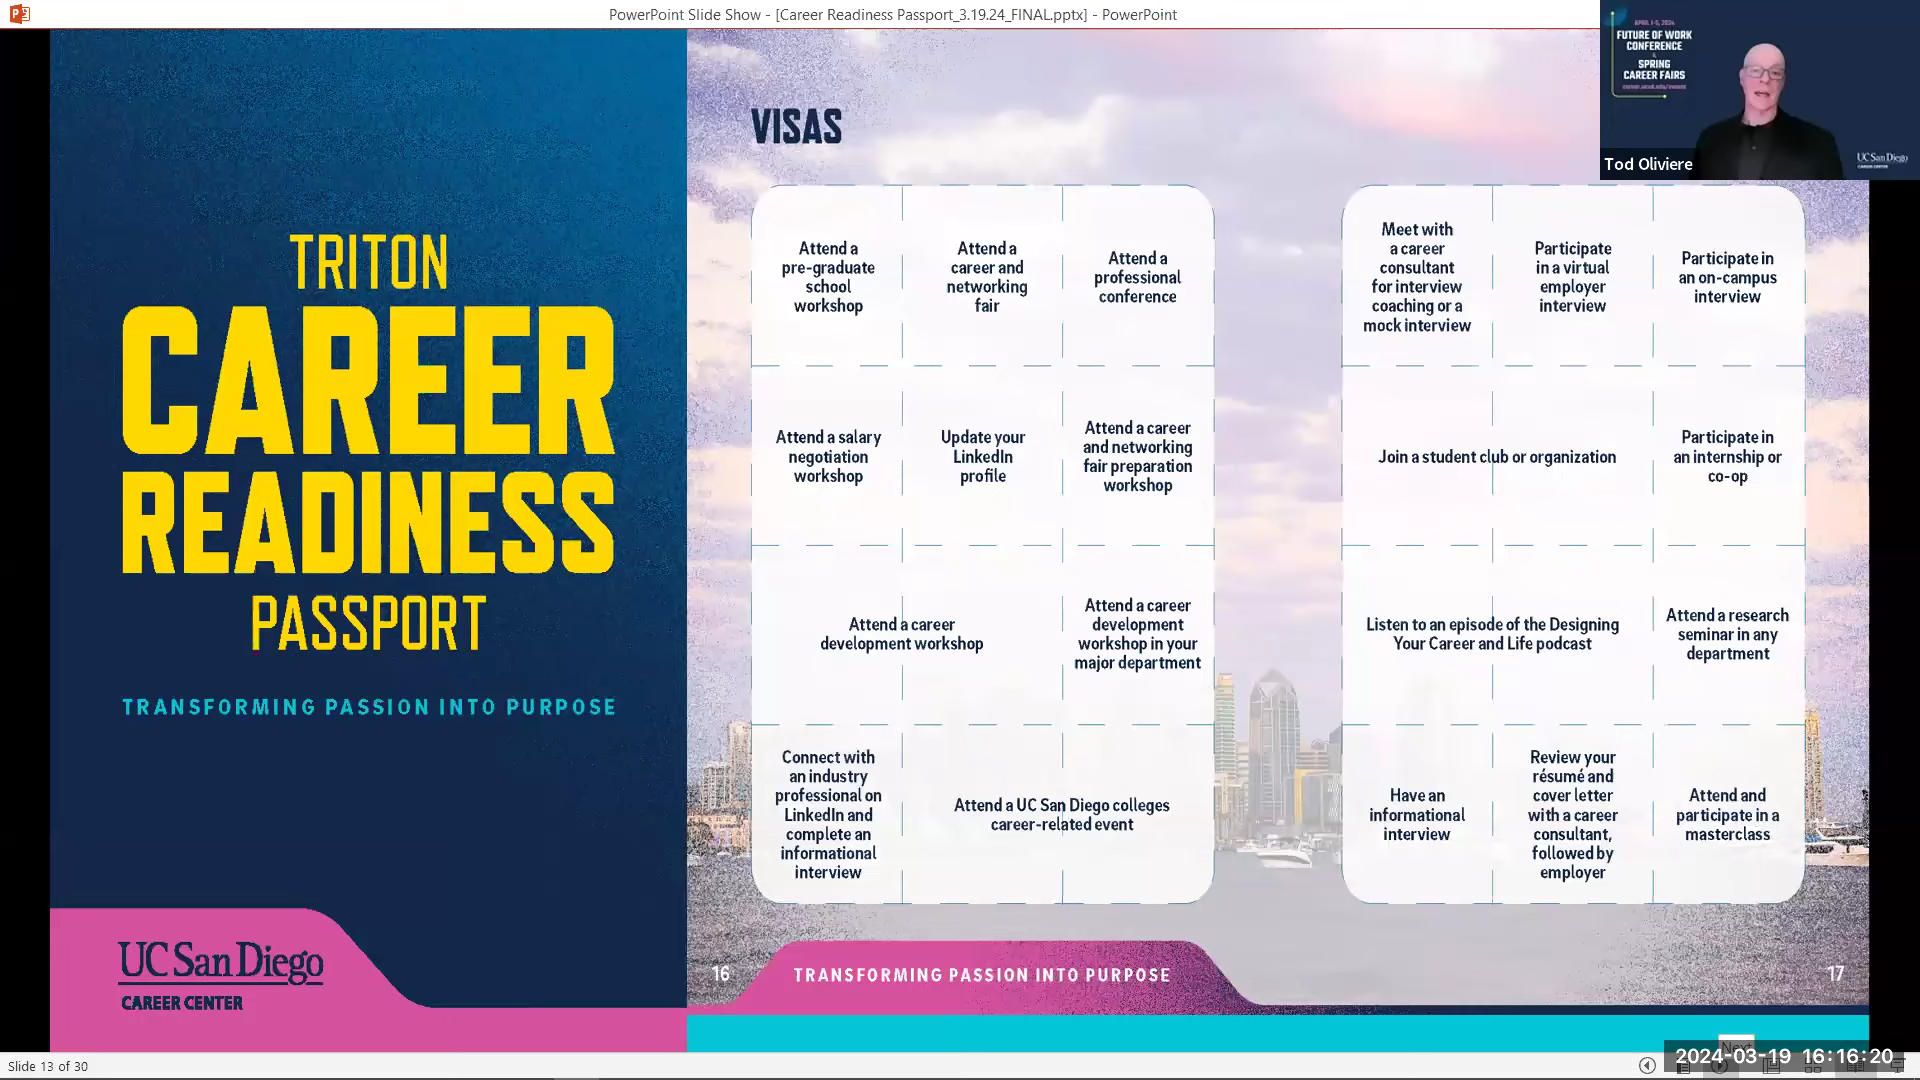 PowerPoint Slide Show - [Career Readiness Passport_3.19.24_FINAL.pptx] - PowerPoint
APRIL 1-5, 2024
FUTURE OF WORK
CONFERENCE
SPRING
CAREER FAIRS
Tod Oliviere
UC San Diego
CAREER CENTER
TRITON
CAREER
READINESS
PASSPORT
TRANSFORMING PASSION INTO PURPOSE
UC San Diego
CAREER CENTER
VISAS
Attend a
pre-graduate
school
workshop
Attend a
career and
networking
fair
Attend a
professional
conference
Attend a salary
negotiation
workshop
Update your
LinkedIn
profile
Attend a career
and networking
fair preparation
workshop
Attend a career
development workshop
Attend a career
development
workshop in your
major department
Connect with
an industry
professional on
LinkedIn and
complete an
informational
interview
Attend a UC San Diego colleges
career-related event
Meet with
a career
consultant
for interview
coaching or a
mock interview
Participate
in a virtual
employer
interview
Participate in
an on-campus
interview
Join a student club or organization
Participate in
an internship or
co-op
Listen to an episode of the Designing
Your Career and Life podcast
Attend a research
seminar in any
department
Have an
informational
interview
Review your
résumé and
cover letter
with a career
consultant,
followed by
employer
Attend and
participate in a
masterclass
16
TRANSFORMING PASSION INTO PURPOSE
17
Next
Slide 13 of 30
2024-03-19 16:16:20